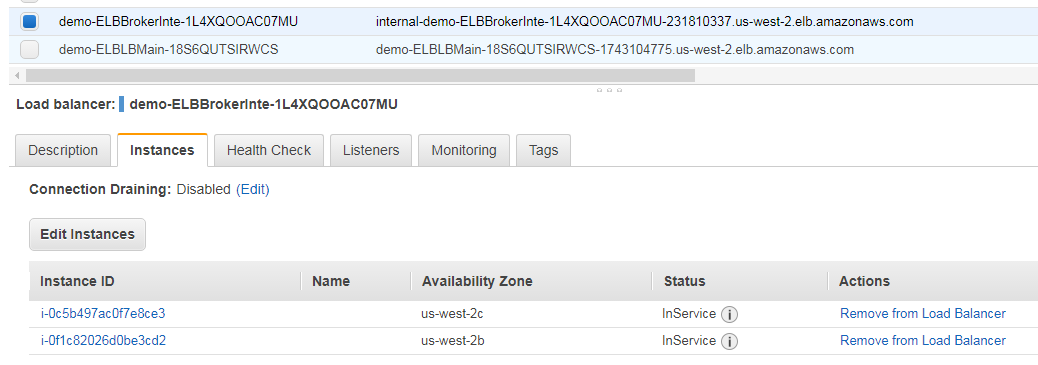 demo-ELBBrokerInte-1L4XQOOAC07MU internal-demo-ELBBrokerInte-1L4XQOOAC07MU-231810337.us-west-2.elb.amazonaws.com
demo-ELBLBMain-18S6QUTSIRWCS demo-ELBLBMain-18S6QUTSIRWCS-1743104775.us-west-2.elb.amazonaws.com
Load balancer: demo-ELBBrokerInte-1L4XQOOAC07MU
Description Instances Health Check Listeners Monitoring Tags
Connection Draining: Disabled (Edit)
Edit Instances
Instance ID Name Availability Zone Status Actions
i-0c5b497ac0f7e8ce3 us-west-2c InService i Remove from Load Balancer
i-0f1c82026d0be3cd2 us-west-2b InService i Remove from Load Balancer